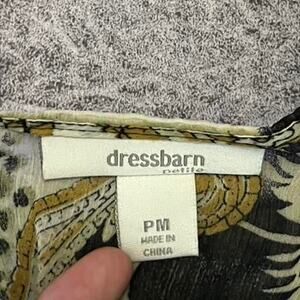 dressbarn
petite
PM
MADE IN
CHINA